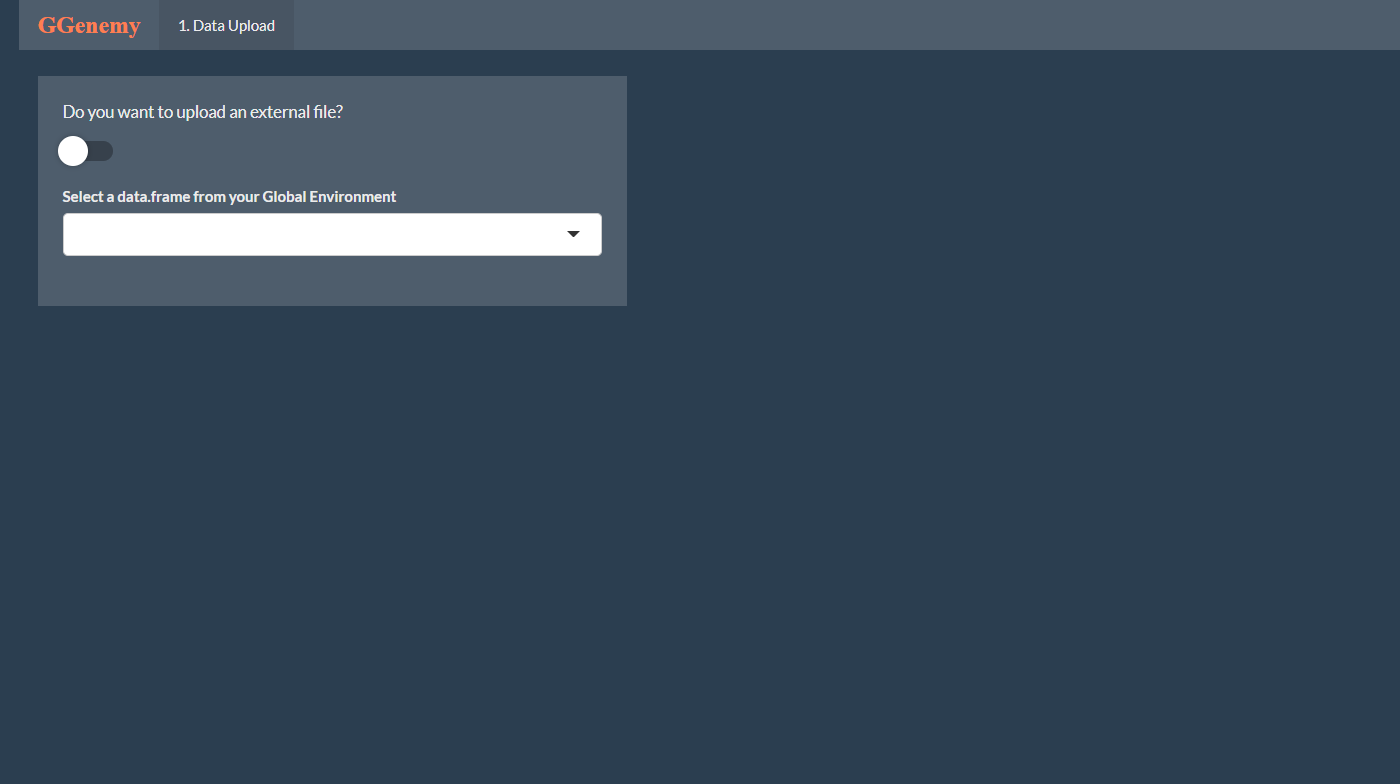 GGenemy
1. Data Upload
Do you want to upload an external file?
Select a data.frame from your Global Environment